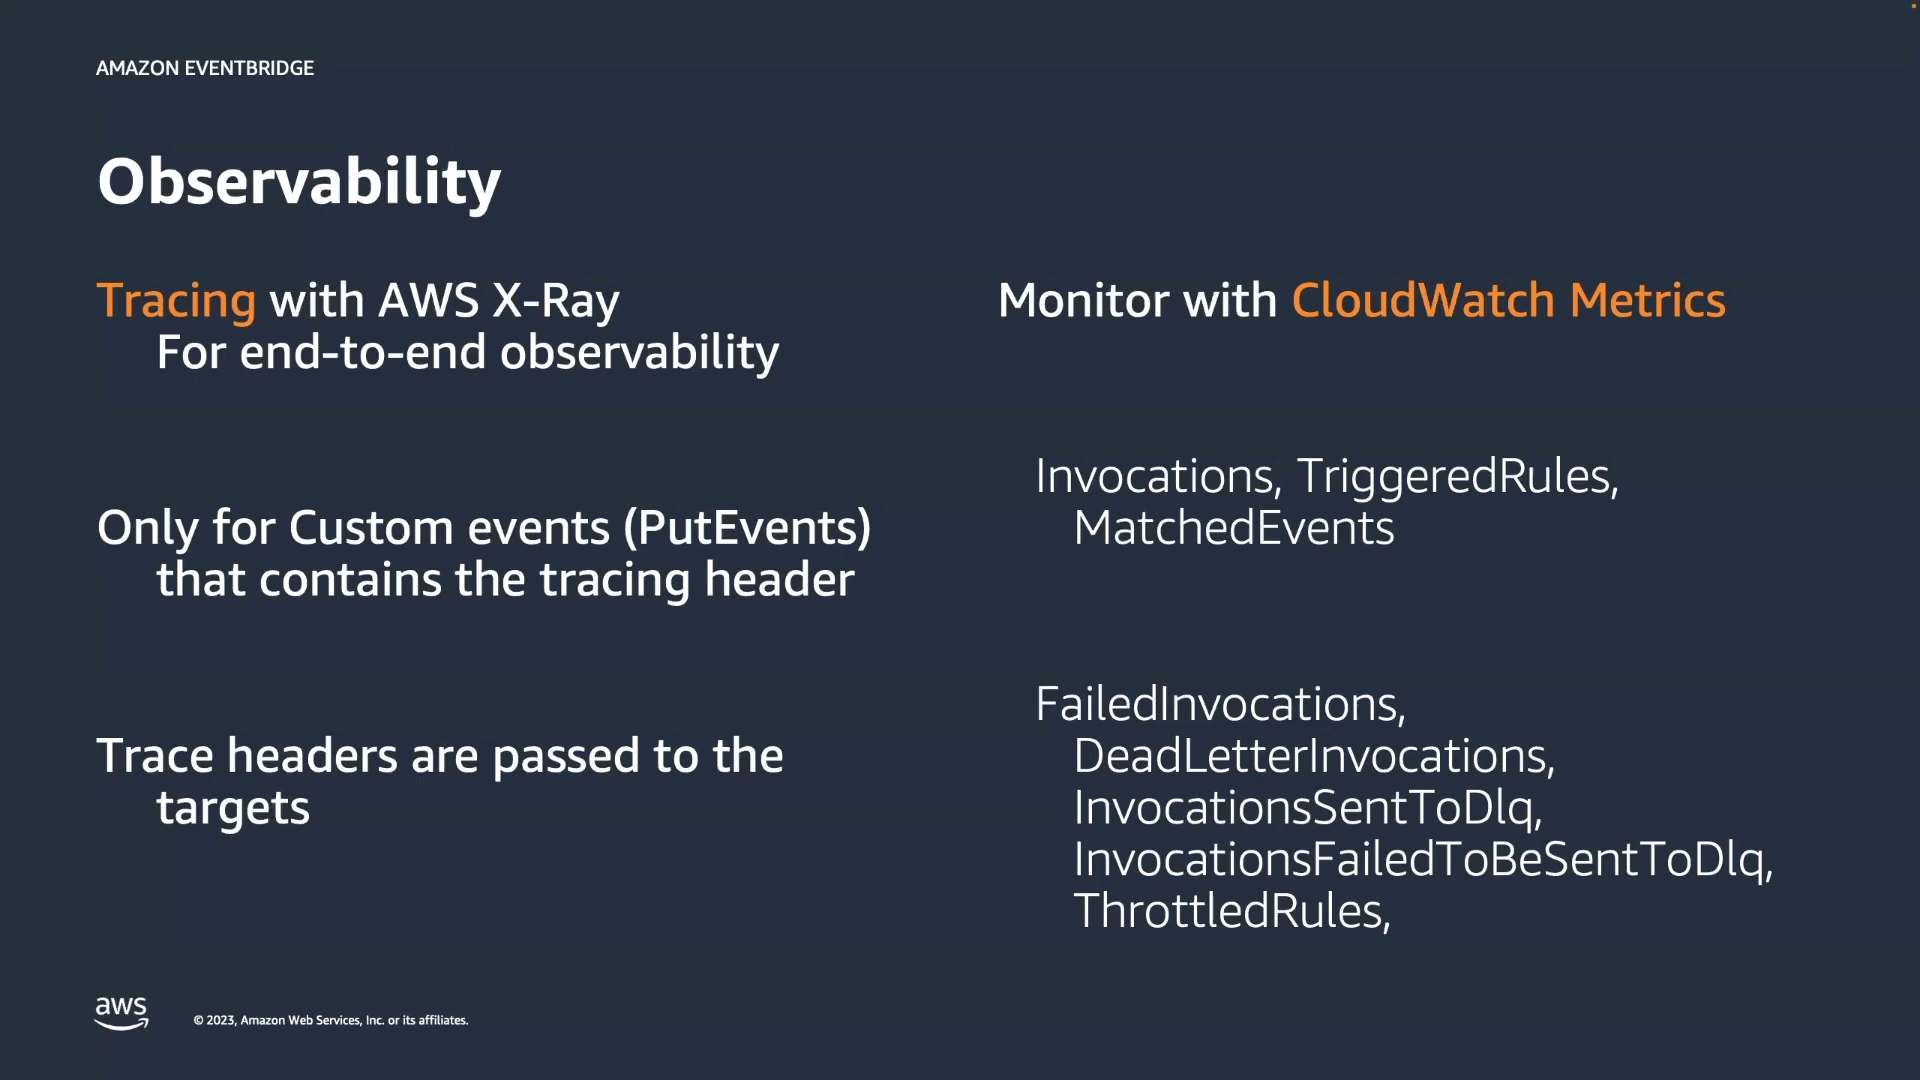 AMAZON EVENTBRIDGE
Observability
Tracing with AWS X-Ray
For end-to-end observability
Only for Custom events (PutEvents)
that contains the tracing header
Trace headers are passed to the
targets
Monitor with CloudWatch Metrics
Invocations, TriggeredRules,
MatchedEvents
FailedInvocations,
DeadLetterInvocations,
InvocationsSentToDlq,
InvocationsFailedToBeSentToDlq,
ThrottledRules,
aws
© 2023, Amazon Web Services, Inc. or its affiliates.